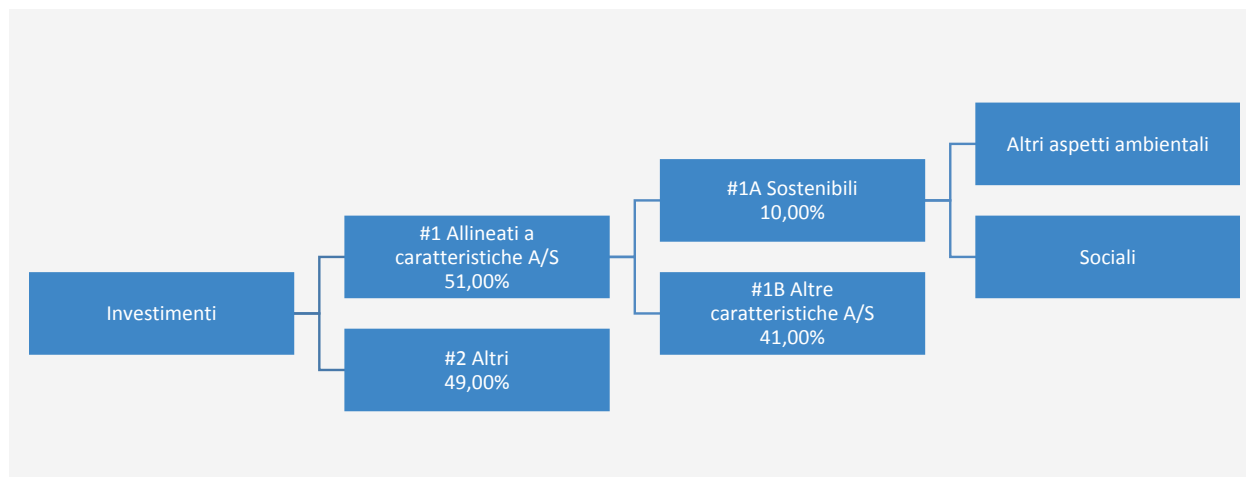 Investimenti
#1 Allineati a
caratteristiche A/S
51,00%
#2 Altri
49,00%
#1A Sostenibili
10,00%
#1B Altre
caratteristiche A/S
41,00%
Altri aspetti ambientali
Sociali